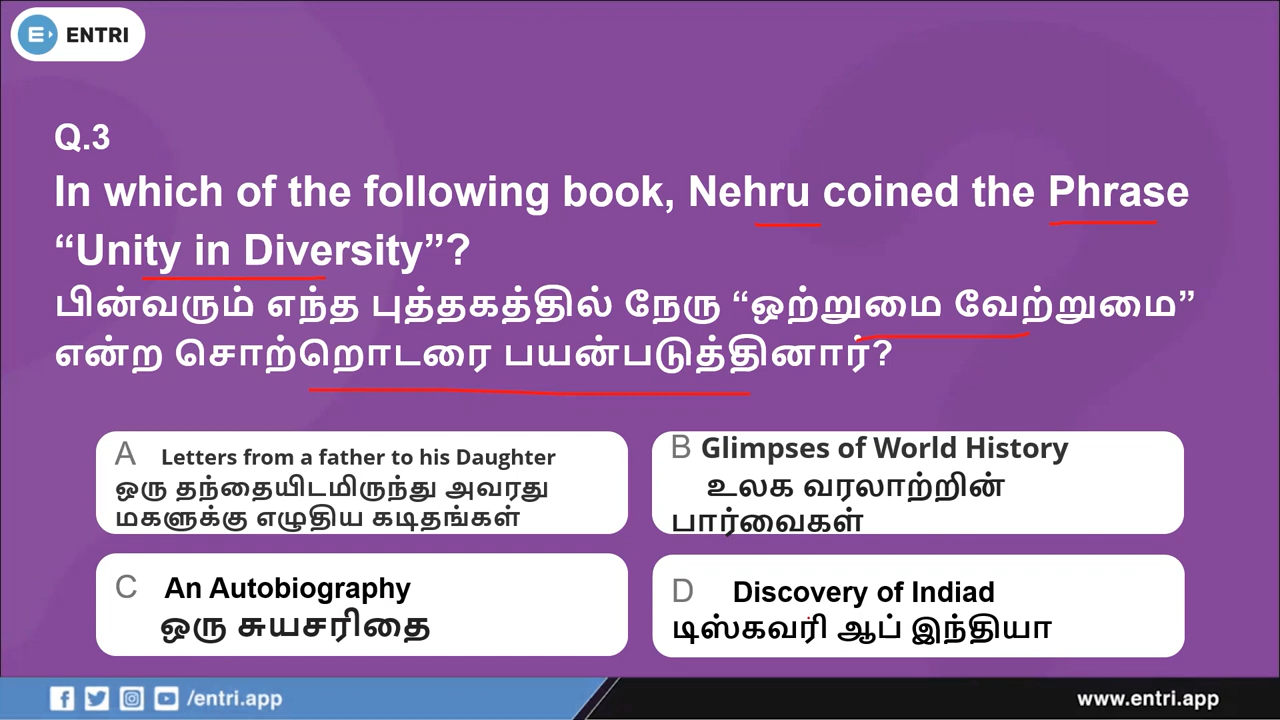 E ENTRI
Q.3
In which of the following book, Nehru coined the Phrase
“Unity in Diversity”?
பின்வரும் எந்த புத்தகத்தில் நேரு “ஒற்றுமை வேற்றுமை”
என்ற சொற்றொடரை பயன்படுத்தினார்?
A Letters from a father to his Daughter
ஒரு தந்தையிடமிருந்து அவரது
மகளுக்கு எழுதிய கடிதங்கள்
B Glimpses of World History
உலக வரலாற்றின்
பார்வைகள்
C An Autobiography
ஒரு சுயசரிதை
D Discovery of Indiad
டிஸ்கவரி ஆப் இந்தியா
/entri.app
www.entri.app